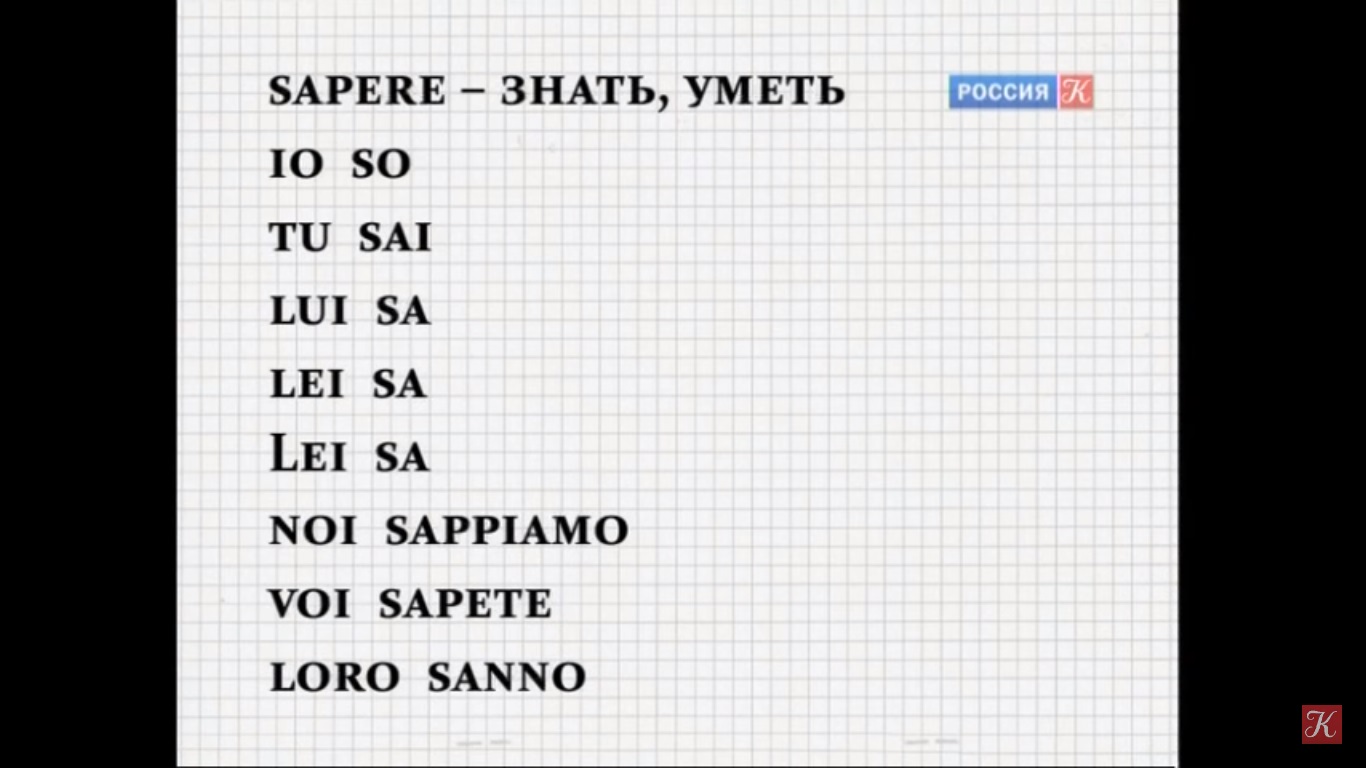 SAPERE – ЗНАТЬ, УМЕТЬ
РОССИЯ К
IO SO
TU SAI
LUI SA
LEI SA
Lei SA
NOI SAPPIAMO
VOI SAPETE
LORO SANNO
K